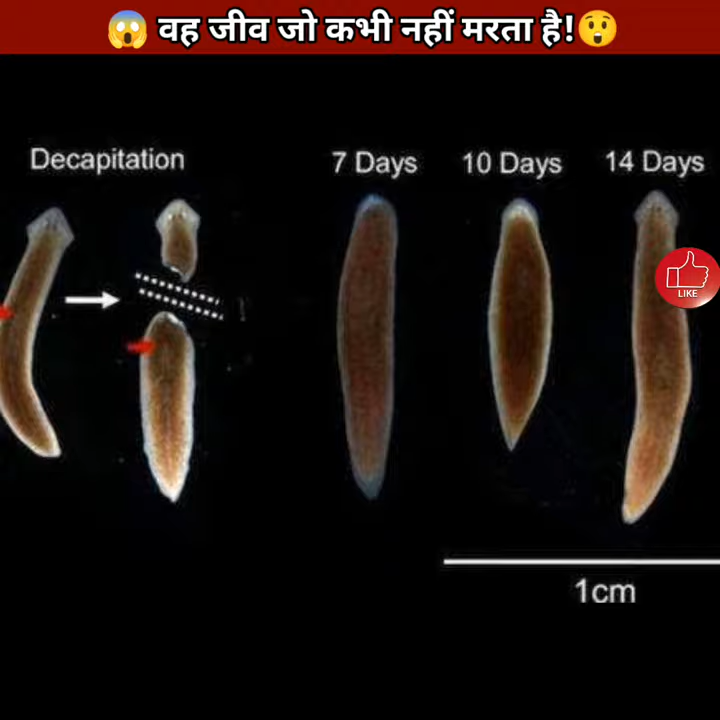 😱 वह जीव जो कभी नहीं मरता है!😲
Decapitation
7 Days
10 Days
14 Days
LIKE
1cm